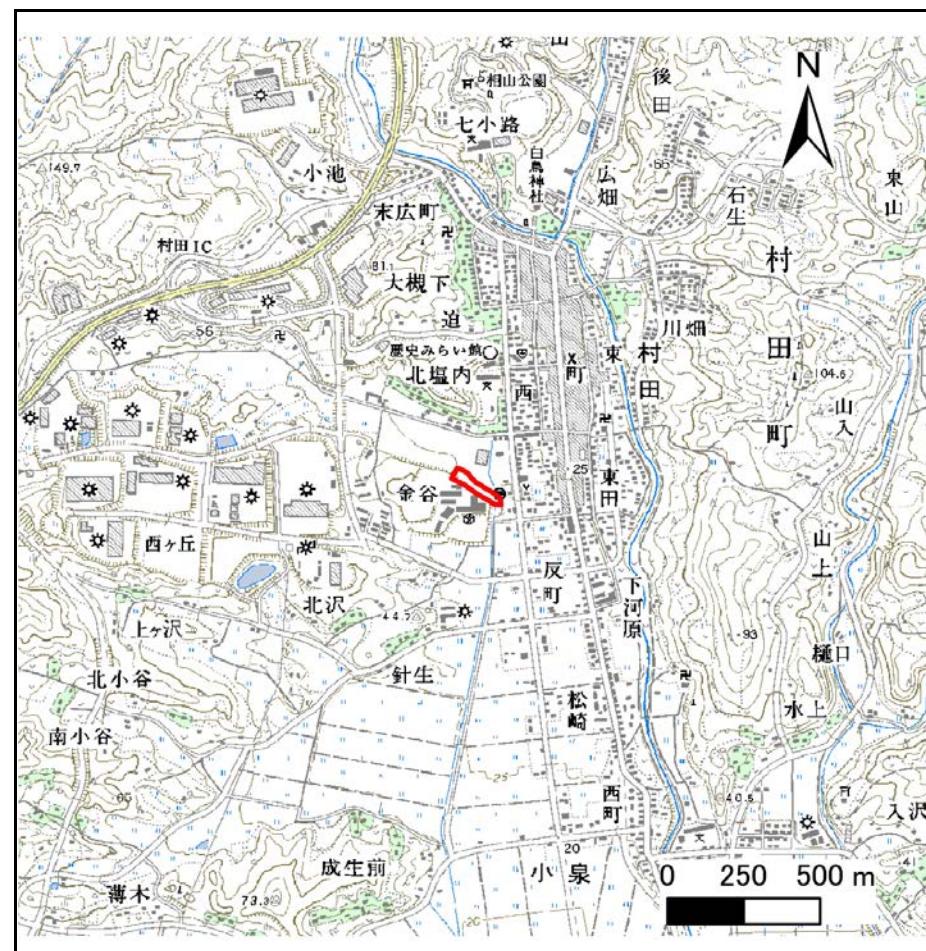 山
後田
相山公園
N
七小路
149.7
小池
白鳥神社
広畑
66
石生
東山
末広町
村田IC
81
大槻下
村
迫
川畑
56
歴史みらい館
北塩内
西
町
東
村田
田
104.6
山入
町
25
金谷
東田
西ヶ丘
反町
山上
下河原
北沢
44.7
93
上ヶ沢
針生
樋口
北小谷
松崎
水上
南小谷
25
西町
40.5
65
入沢
成生前
20
小泉
0 250 500 m
薄木
73.3
20
41